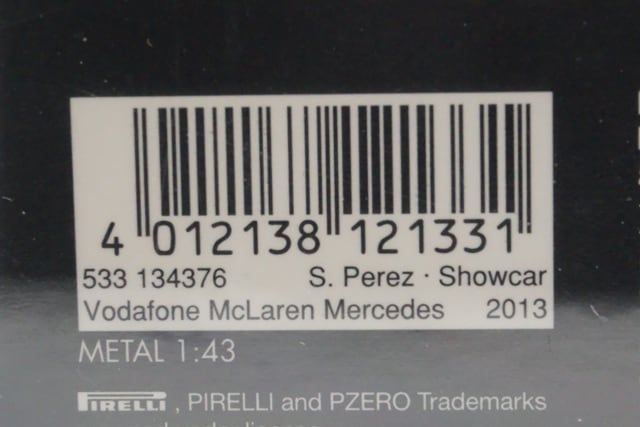 4 012138 121331
533 134376 S. Perez · Showcar
Vodafone McLaren Mercedes 2013
METAL 1:43
PIRELLI, PIRELLI and PZERO Trademarks